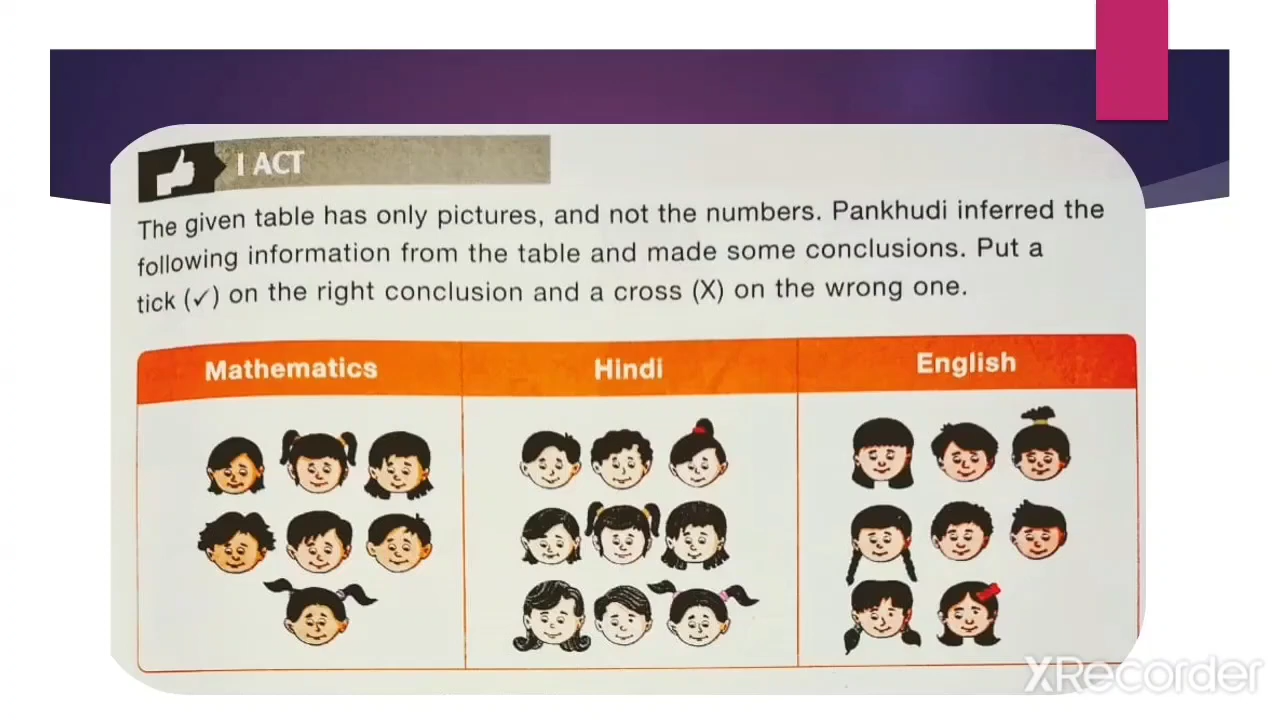 I ACT
The given table has only pictures, and not the numbers. Pankhudi inferred the
following information from the table and made some conclusions. Put a
tick (✓) on the right conclusion and a cross (X) on the wrong one.
Mathematics
Hindi
English
XRecorder